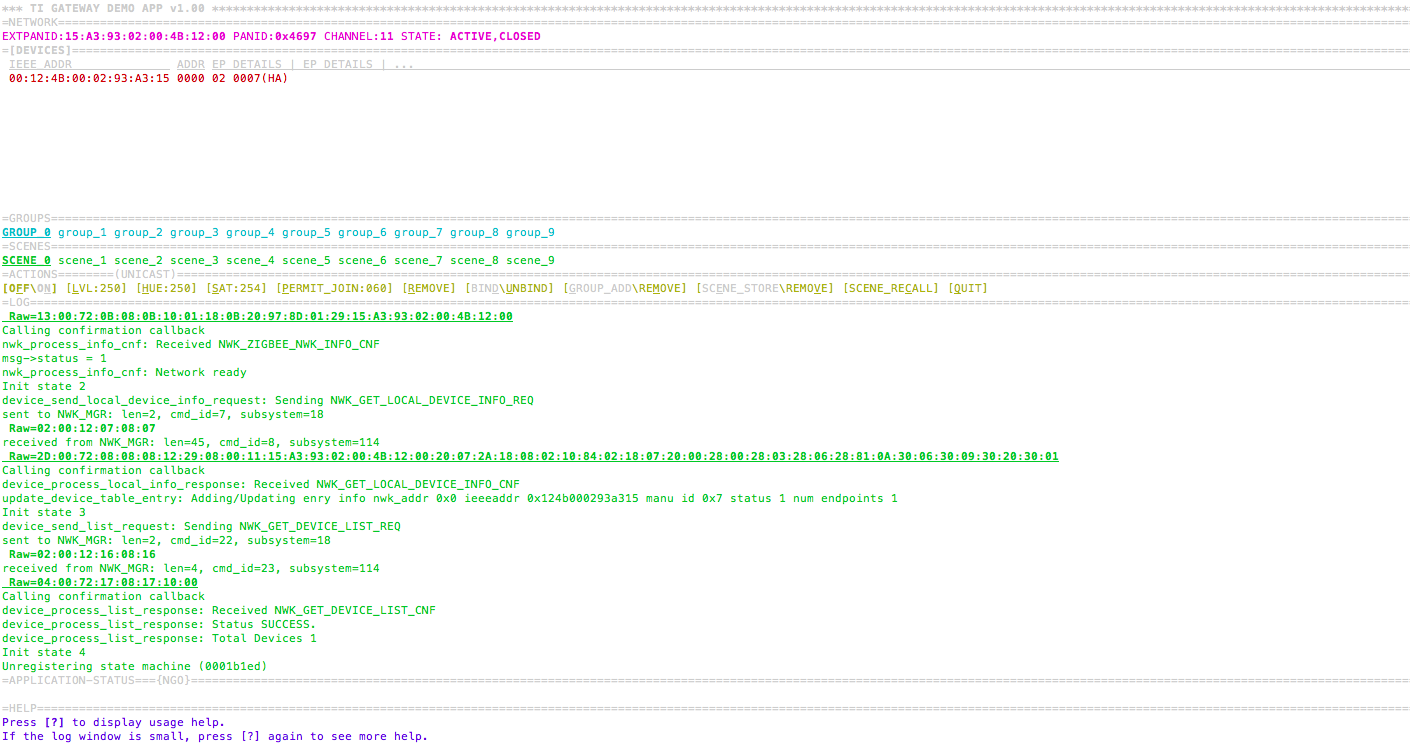 *** TI GATEWAY DEMO APP v1.00 ***************************************************************************************************************************************************************************
=NETWORK=================================================================================================================================================================================================
EXTPANID:15:A3:93:02:00:4B:12:00 PANID:0x4697 CHANNEL:11 STATE: ACTIVE,CLOSED
=[DEVICES]===============================================================================================================================================================================================
IEEE_ADDR ADDR EP DETAILS | EP DETAILS | ...
00:12:4B:00:02:93:A3:15 0000 02 0007(HA)
=GROUPS==================================================================================================================================================================================================
GROUP_0 group_1 group_2 group_3 group_4 group_5 group_6 group_7 group_8 group_9
=SCENES==================================================================================================================================================================================================
SCENE_0 scene_1 scene_2 scene_3 scene_4 scene_5 scene_6 scene_7 scene_8 scene_9
=ACTIONS========(UNICAST)================================================================================================================================================================================
[OFF\ON] [LVL:250] [HUE:250] [SAT:254] [PERMIT_JOIN:060] [REMOVE] [BIND\UNBIND] [GROUP_ADD\REMOVE] [SCENE_STORE\REMOVE] [SCENE_RECALL] [QUIT]
=LOG=====================================================================================================================================================================================================
Raw=13:00:72:0B:08:0B:10:01:18:0B:20:97:8D:01:29:15:A3:93:02:00:4B:12:00
Calling confirmation callback
nwk_process_info_cnf: Received NWK_ZIGBEE_NWK_INFO_CNF
msg->status = 1
nwk_process_info_cnf: Network ready
Init state 2
device_send_local_device_info_request: Sending NWK_GET_LOCAL_DEVICE_INFO_REQ
sent to NWK_MGR: len=2, cmd_id=7, subsystem=18
Raw=02:00:12:07:08:07
received from NWK_MGR: len=45, cmd_id=8, subsystem=114
Raw=2D:00:72:08:08:08:12:29:08:00:11:15:A3:93:02:00:4B:12:00:20:07:2A:18:08:02:10:84:02:18:07:20:00:28:00:28:03:28:06:28:81:0A:30:06:30:09:30:20:30:01
Calling confirmation callback
device_process_local_info_response: Received NWK_GET_LOCAL_DEVICE_INFO_CNF
update_device_table_entry: Adding/Updating enry info nwk_addr 0x0 ieeeaddr 0x124b000293a315 manu id 0x7 status 1 num endpoints 1
Init state 3
device_send_list_request: Sending NWK_GET_DEVICE_LIST_REQ
sent to NWK_MGR: len=2, cmd_id=22, subsystem=18
Raw=02:00:12:16:08:16
received from NWK_MGR: len=4, cmd_id=23, subsystem=114
Raw=04:00:72:17:08:17:10:00
Calling confirmation callback
device_process_list_response: Received NWK_GET_DEVICE_LIST_CNF
device_process_list_response: Status SUCCESS.
device_process_list_response: Total Devices 1
Init state 4
Unregistering state machine (0001b1ed)
=APPLICATION-STATUS==={NGO}==============================================================================================================================================================================
=HELP====================================================================================================================================================================================================
Press [?] to display usage help.
If the log window is small, press [?] again to see more help.